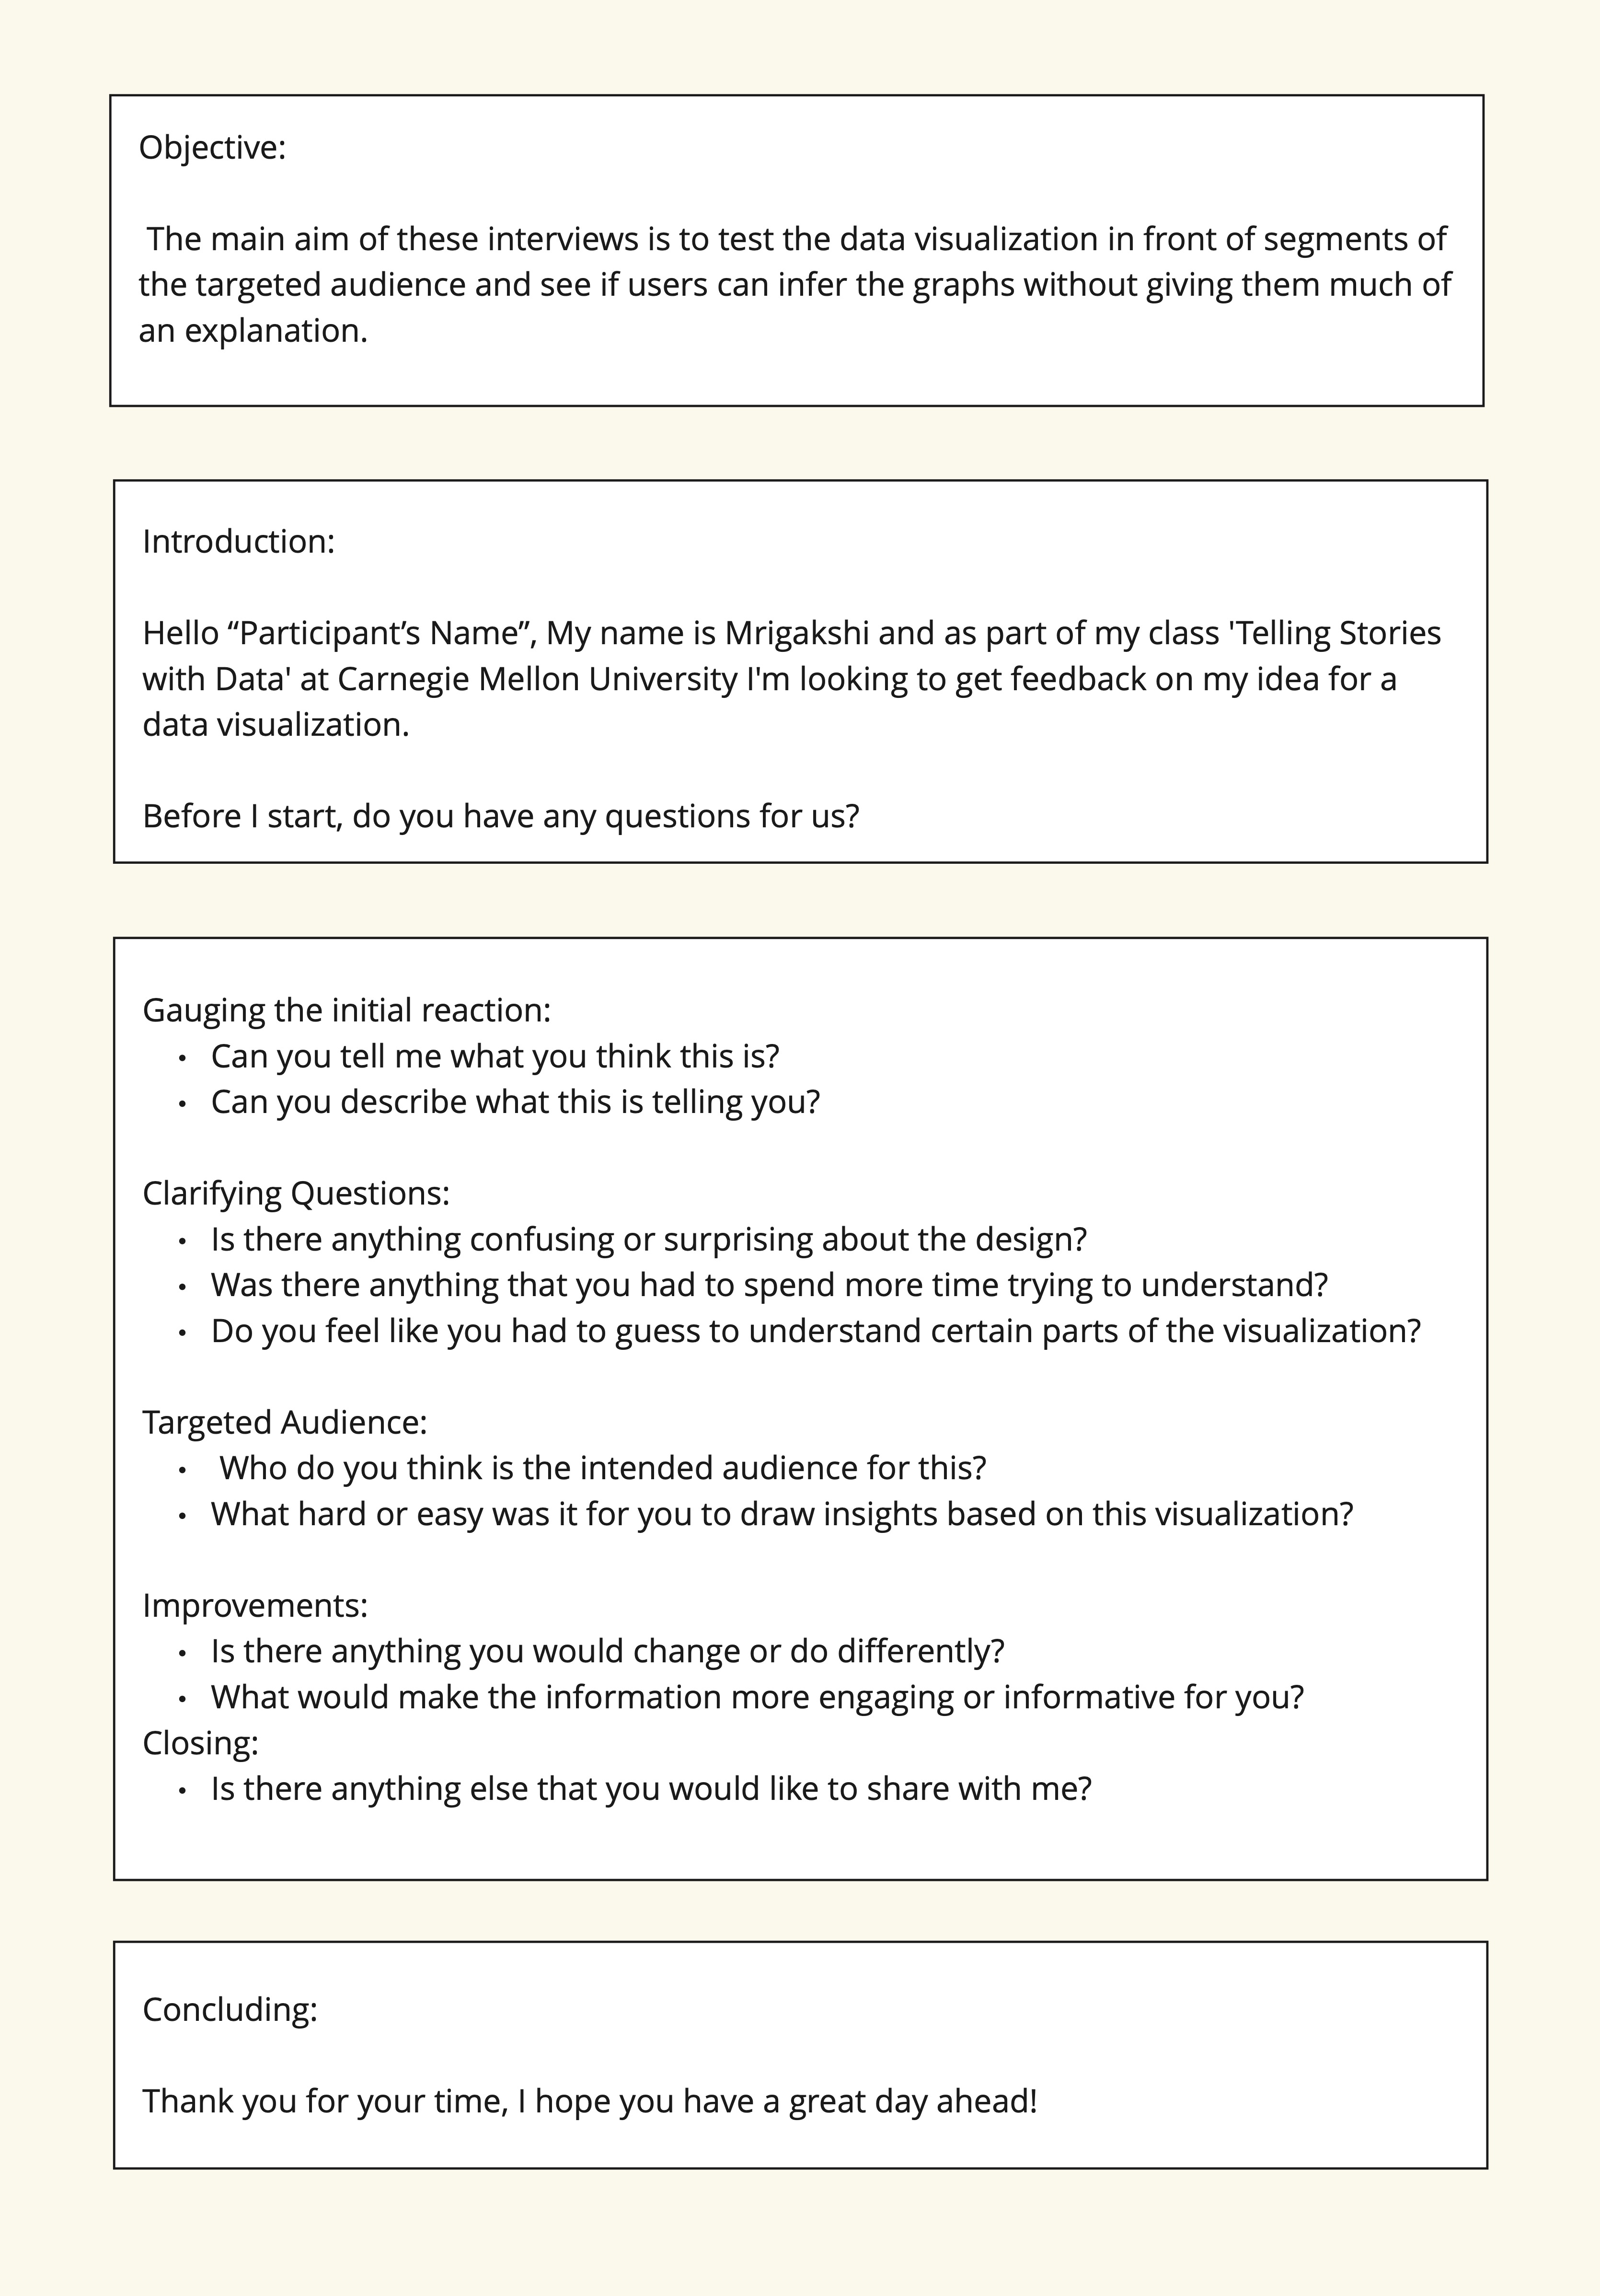 Objective:
The main aim of these interviews is to test the data visualization in front of segments of
the targeted audience and see if users can infer the graphs without giving them much of
an explanation.
Introduction:
Hello “Participant’s Name”, My name is Mrigakshi and as part of my class 'Telling Stories
with Data' at Carnegie Mellon University I'm looking to get feedback on my idea for a
data visualization.
Before I start, do you have any questions for us?
Gauging the initial reaction:
• Can you tell me what you think this is?
• Can you describe what this is telling you?
Clarifying Questions:
• Is there anything confusing or surprising about the design?
• Was there anything that you had to spend more time trying to understand?
• Do you feel like you had to guess to understand certain parts of the visualization?
Targeted Audience:
• Who do you think is the intended audience for this?
• What hard or easy was it for you to draw insights based on this visualization?
Improvements:
• Is there anything you would change or do differently?
• What would make the information more engaging or informative for you?
Closing:
• Is there anything else that you would like to share with me?
Concluding:
Thank you for your time, I hope you have a great day ahead!